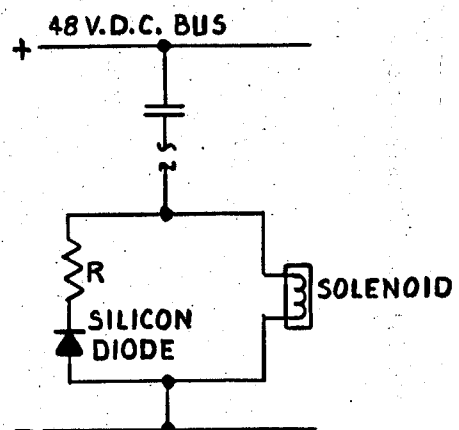 48 V.D.C. BUS
+
R
SOLENOID
SILICON
DIODE
-